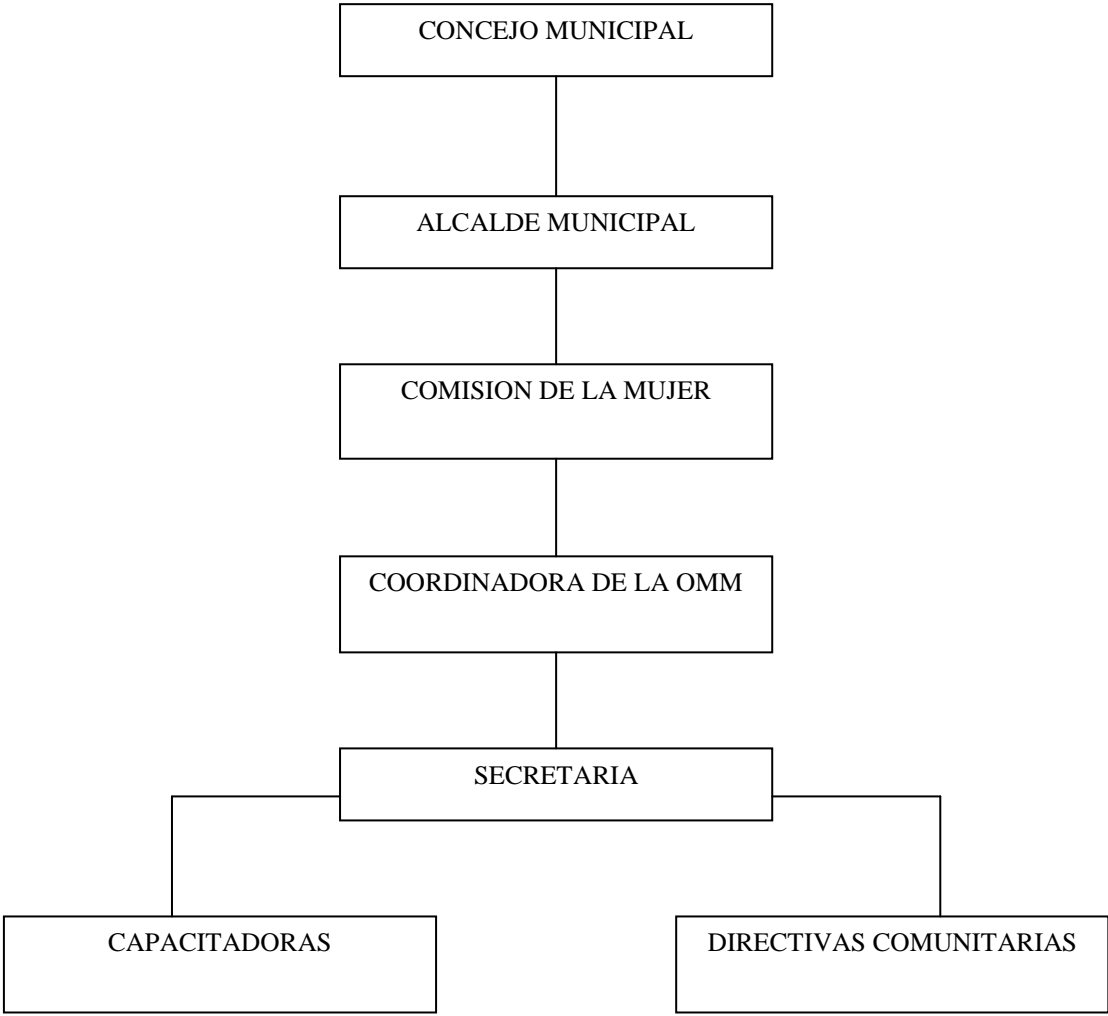 CONCEJO MUNICIPAL
ALCALDE MUNICIPAL
COMISION DE LA MUJER
COORDINADORA DE LA OMM
SECRETARIA
CAPACITADORAS
DIRECTIVAS COMUNITARIAS